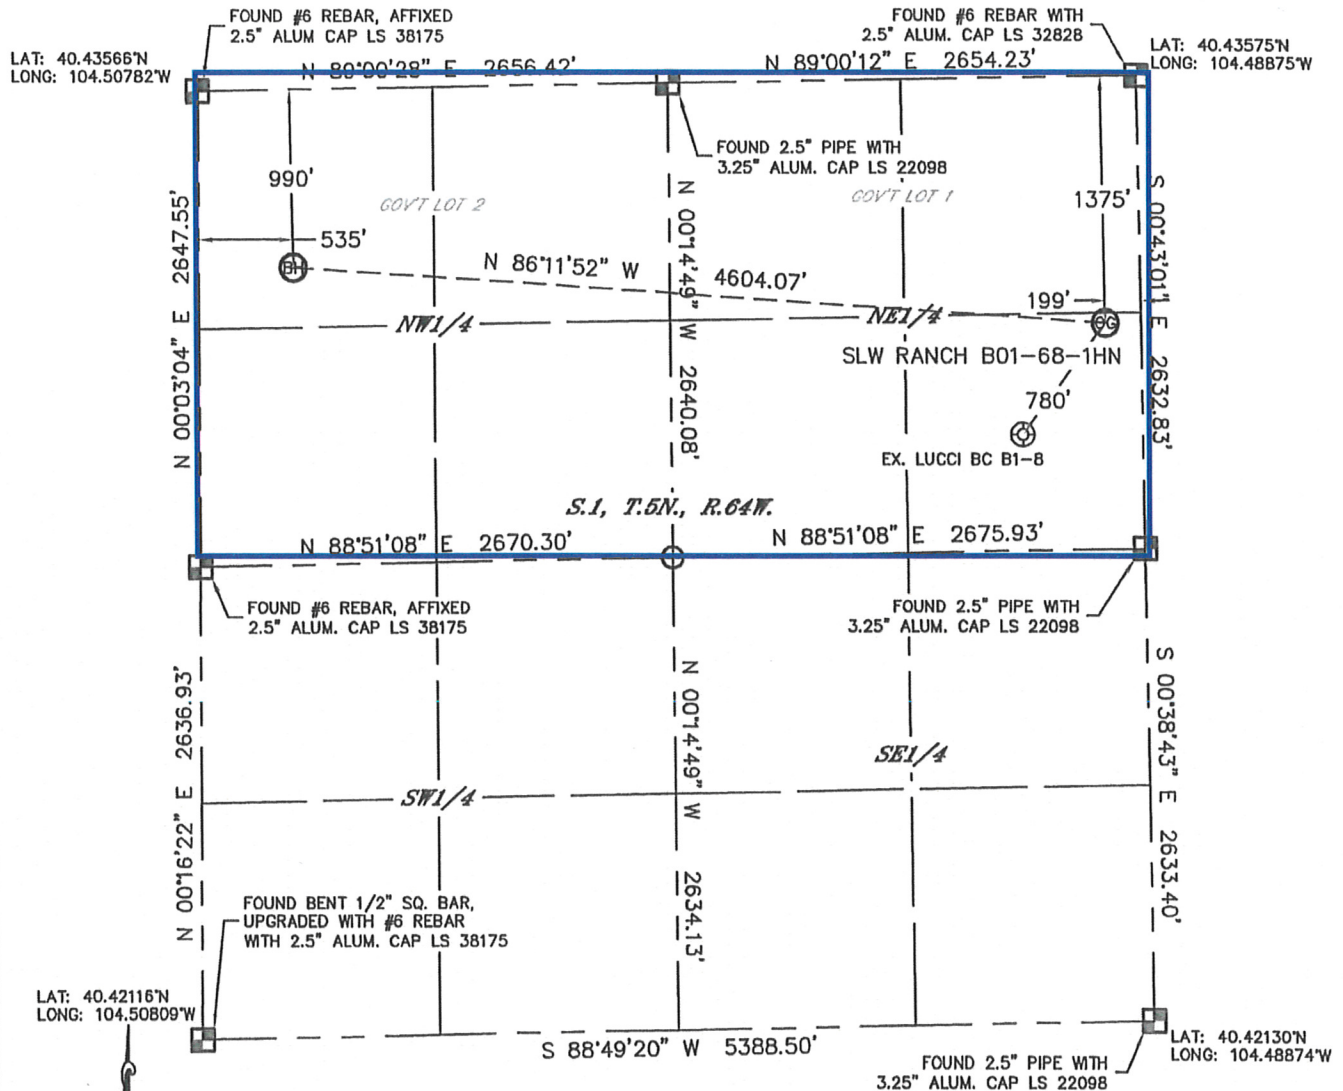 FOUND #6 REBAR, AFFIXED
2.5" ALUM CAP LS 38175
FOUND #6 REBAR WITH
2.5" ALUM. CAP LS 32828
LAT: 40.43566°N
LONG: 104.50782°W
LAT: 40.43575°N
LONG: 104.48875°W
E 2656.42'
N 89°00'12" E 2654.23'
FOUND 2.5" PIPE WITH
3.25" ALUM. CAP LS 22098
990'
GOV'T LOT 2
GOV'T LOT 1
1375'
535'
BH
N 86°11'52" W 4604.07'
199'
NW1/4
NE1/4
SLW RANCH B01-68-1HN
780'
EX. LUCCI BC B1-8
N 00°03'04" E 2647.55'
N 00°14'49" W 2640.08'
S 00°43'01" E 2632.83'
S.1, T.5N., R.64W.
N 88°51'08" E 2670.30'
N 88°51'08" E 2675.93'
FOUND #6 REBAR, AFFIXED
2.5" ALUM. CAP LS 38175
FOUND 2.5" PIPE WITH
3.25" ALUM. CAP LS 22098
N 00°16'22" E 2636.93'
N 00°14'49" W 2634.13'
S 00°38'43" E 2633.40'
SW1/4
SE1/4
FOUND BENT 1/2" SQ. BAR,
UPGRADED WITH #6 REBAR
WITH 2.5" ALUM. CAP LS 38175
LAT: 40.42116°N
LONG: 104.50809°W
S 88°49'20" W 5388.50'
LAT: 40.42130°N
LONG: 104.48874°W
FOUND 2.5" PIPE WITH
3.25" ALUM. CAP LS 22098